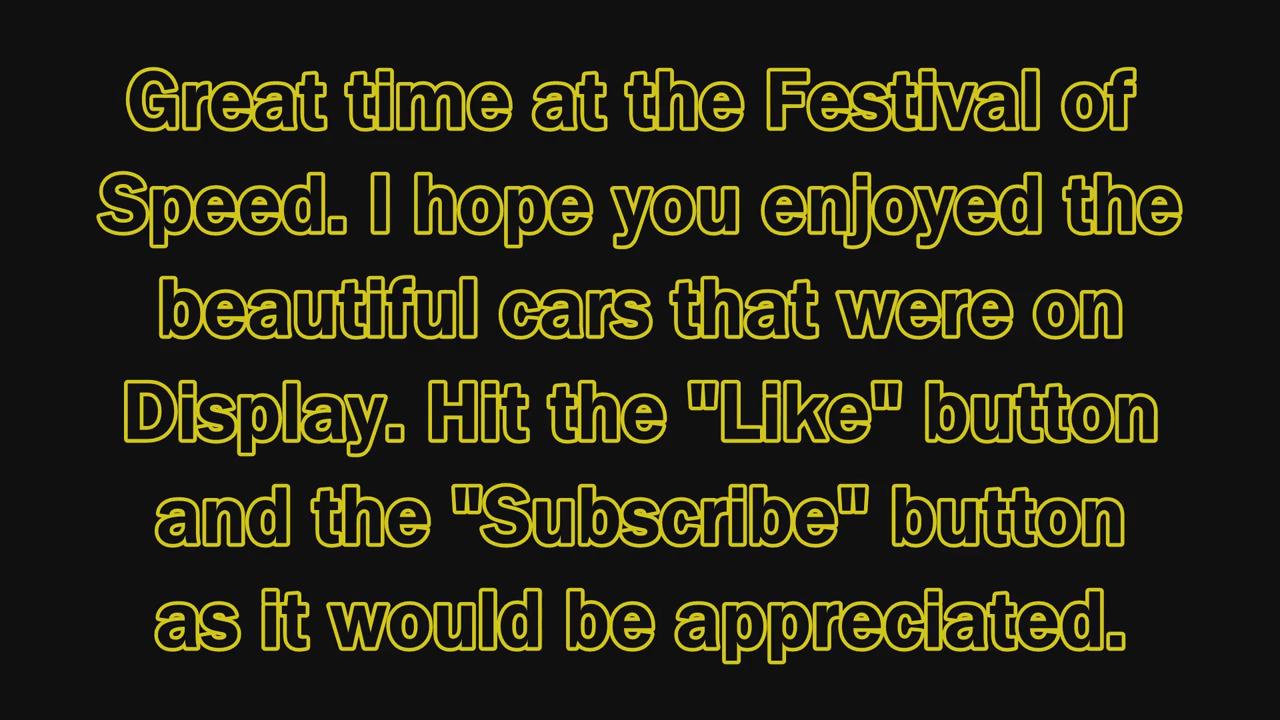 Great time at the Festival of
Speed. I hope you enjoyed the
beautiful cars that were on
Display. Hit the "Like" button
and the "Subscribe" button
as it would be appreciated.